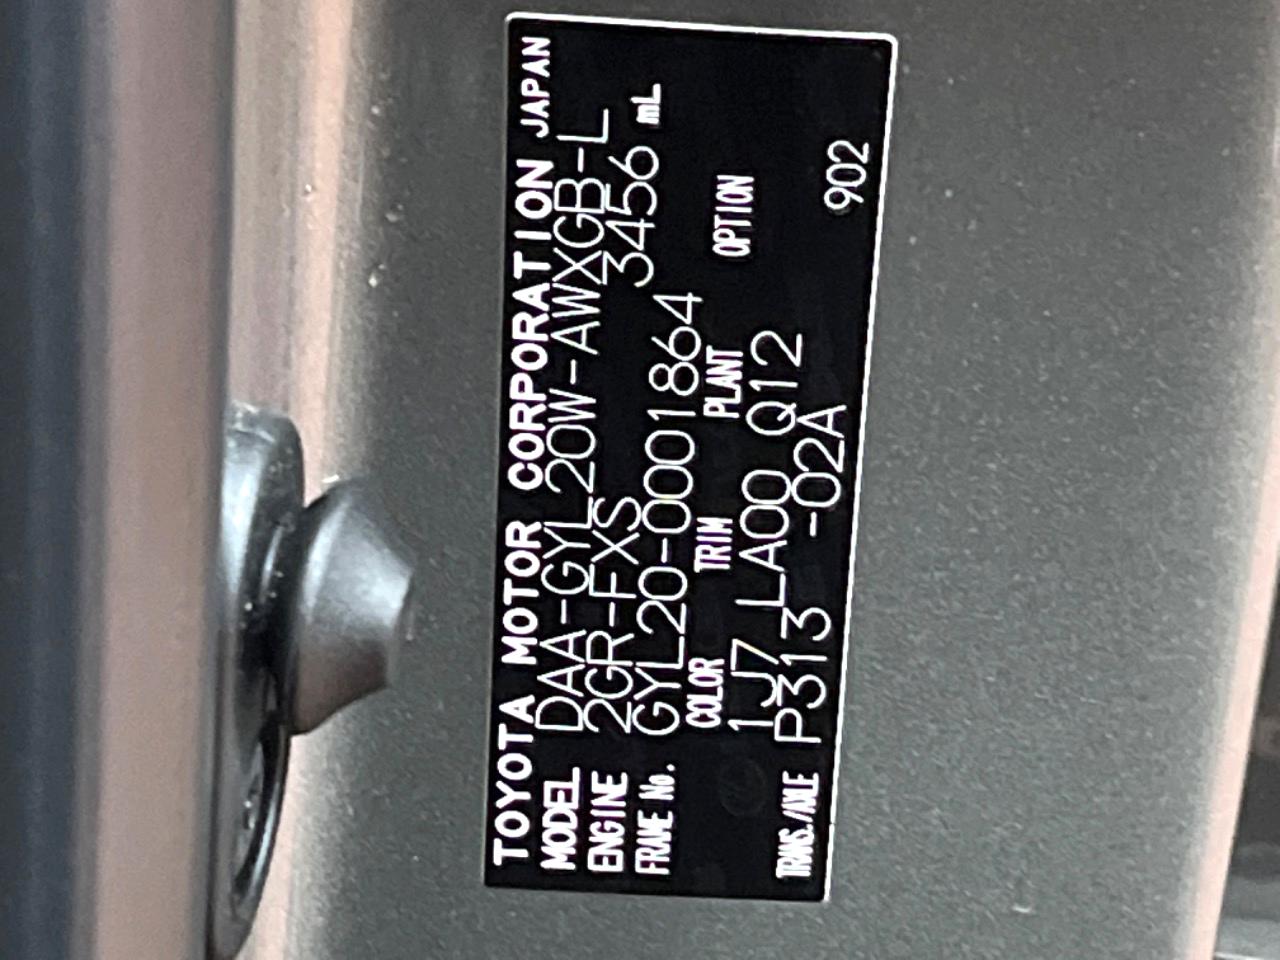 TOYOTA MOTOR CORPORATION JAPAN
MODEL DAA-GYL20W-AWXGB-L
ENGINE 2GR-FXS 3456 mL
FRAME No. GYL20-0001864
COLOR TRIM PLANT OPTION
1J7 LA00 Q12
TRANS./AXLE P313 -02A 902